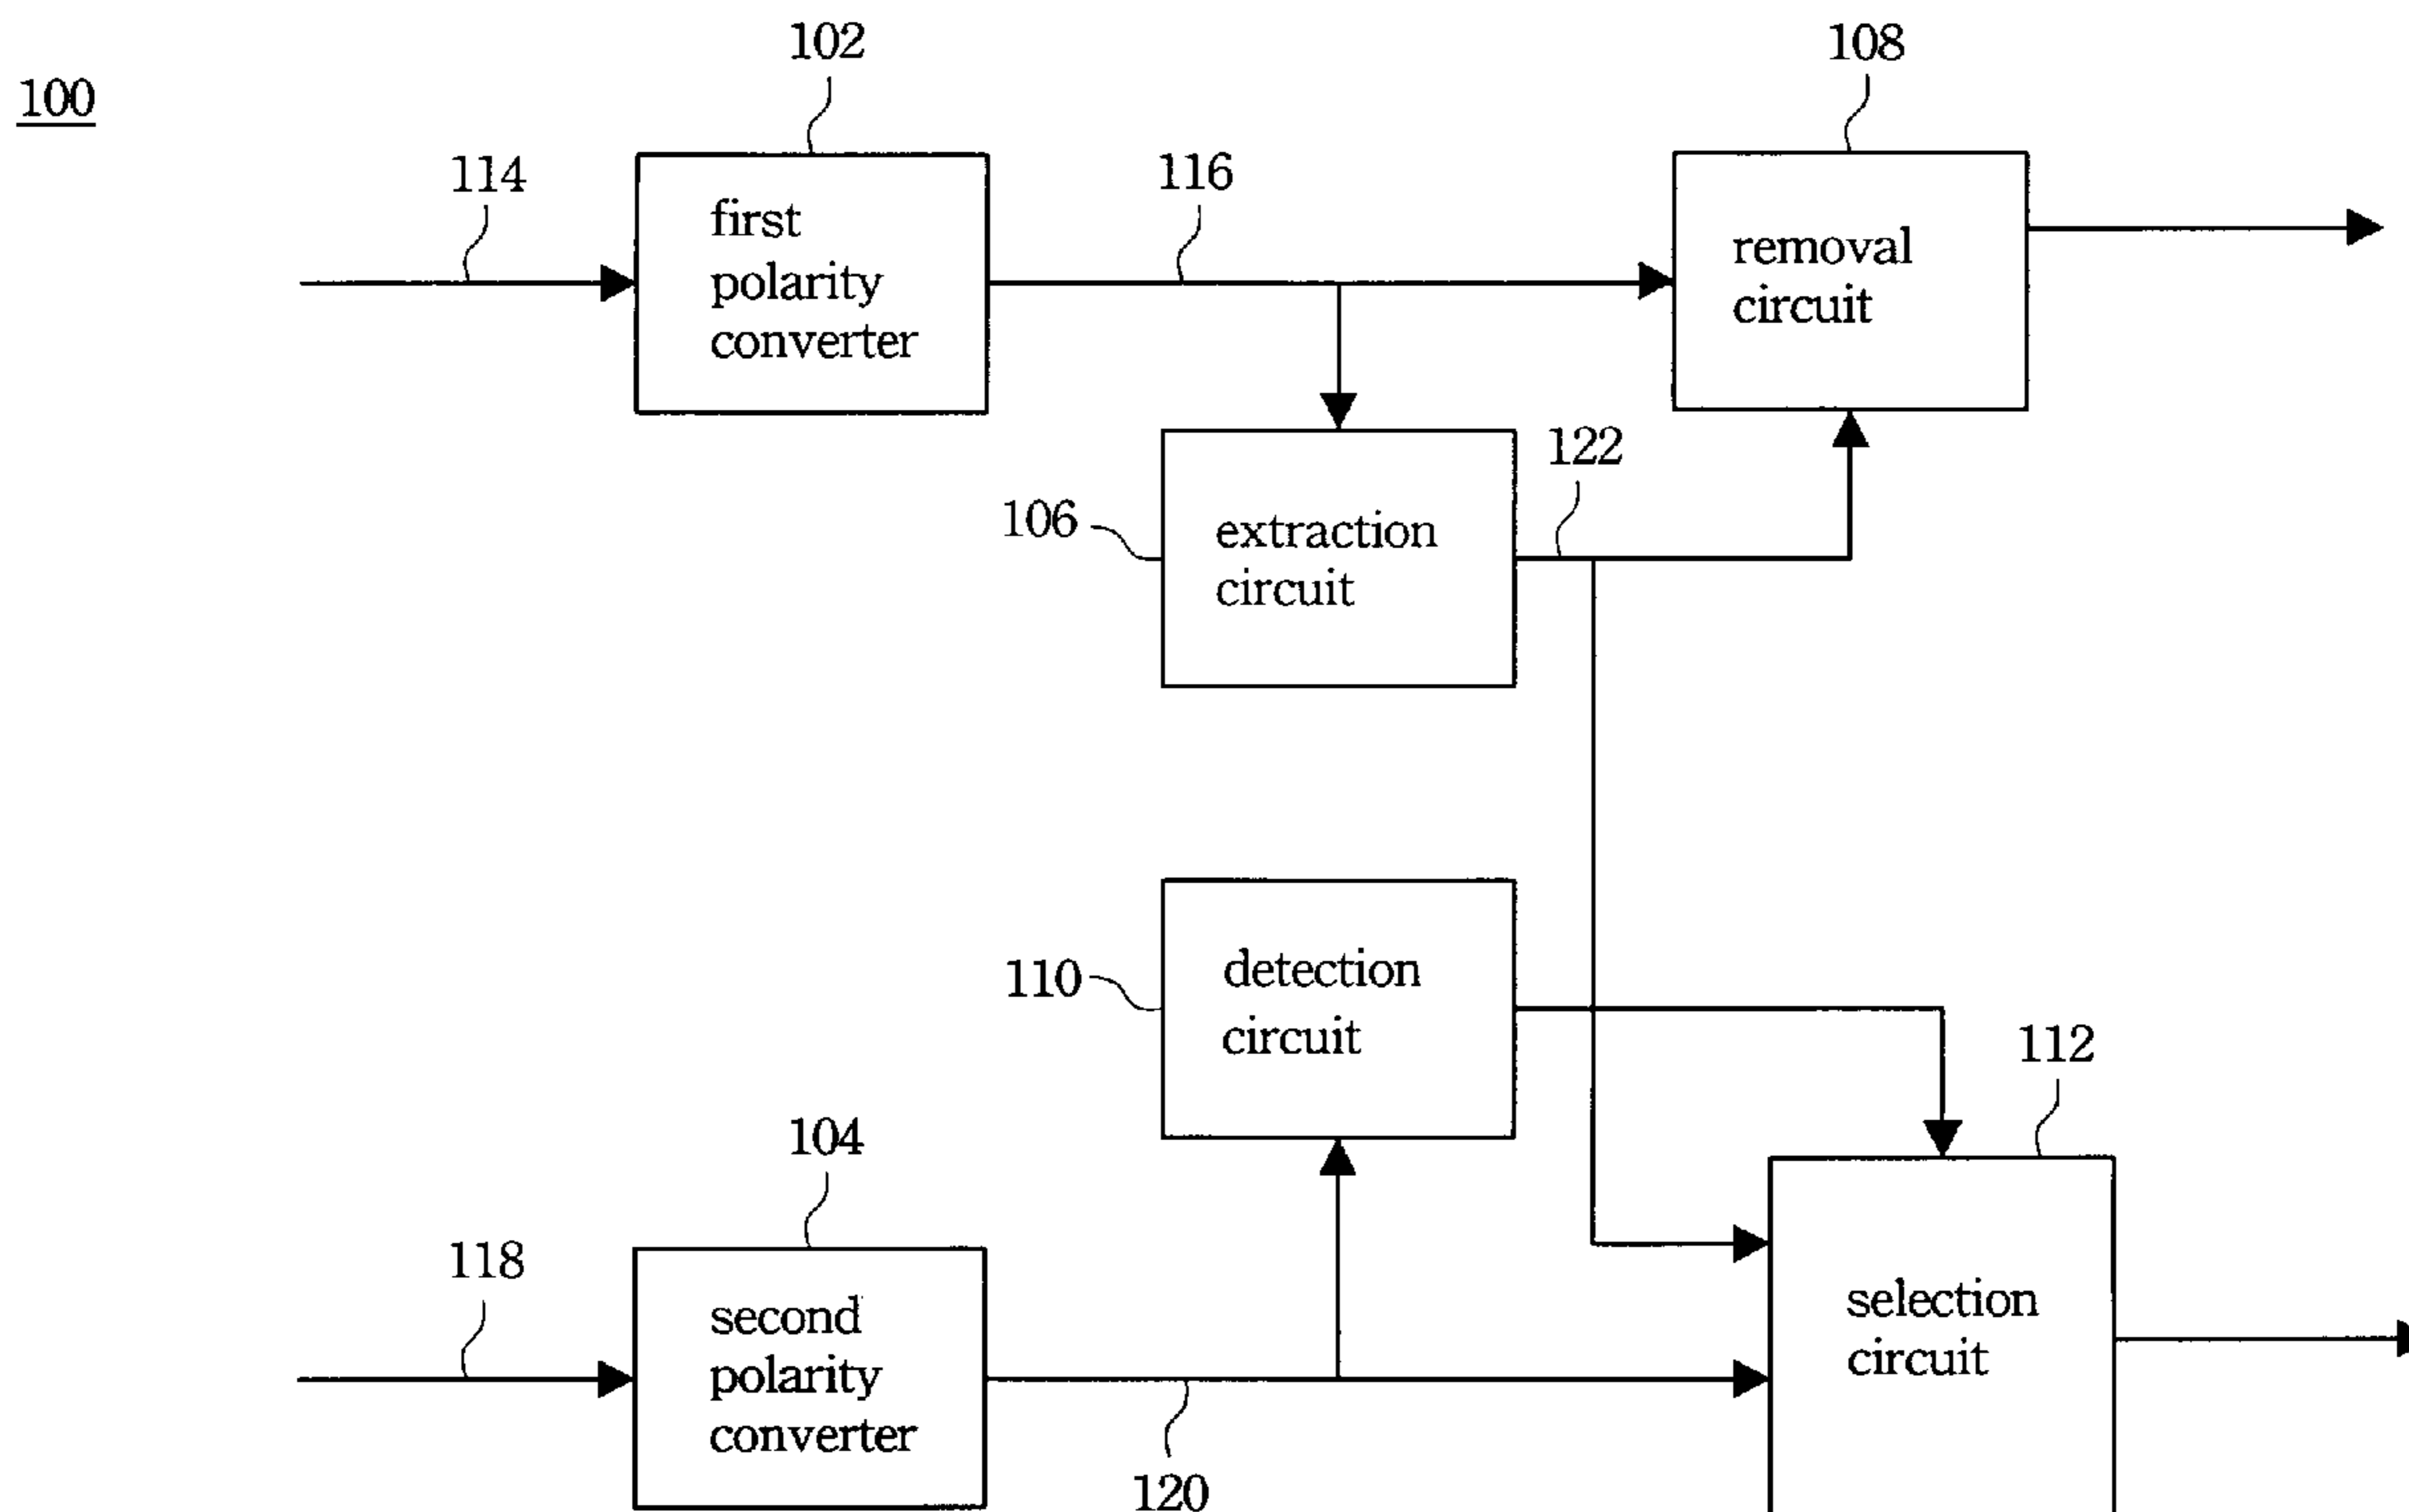 102
108
100
114
116
first
polarity
converter
removal
circuit
122
106
extraction
circuit
110
detection
circuit
112
104
118
second
polarity
converter
selection
circuit
120